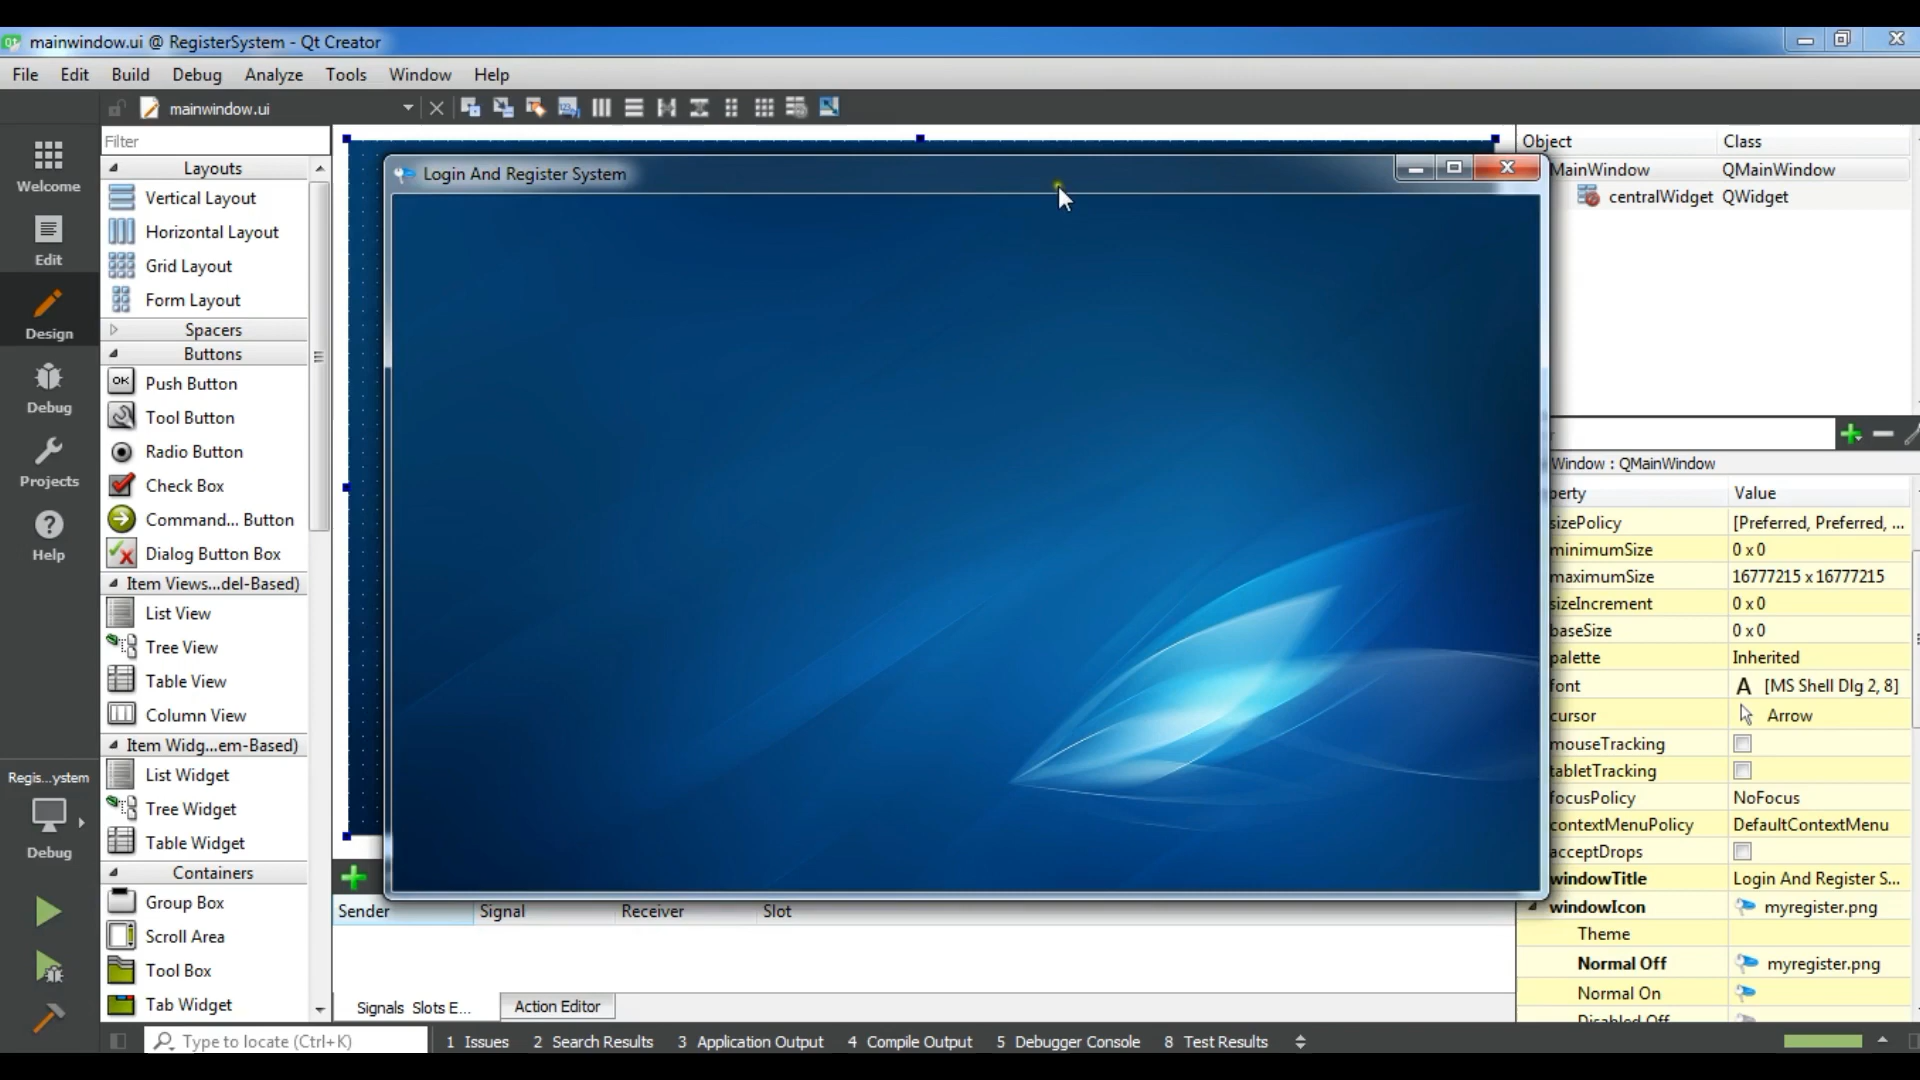 mainwindow.ui @ RegisterSystem - Qt Creator
File Edit Build Debug Analyze Tools Window Help
mainwindow.ui
Filter
Layouts
Vertical Layout
Horizontal Layout
Grid Layout
Form Layout
Spacers
Buttons
OK Push Button
Tool Button
Radio Button
Check Box
Command... Button
Dialog Button Box
Item Views...del-Based)
List View
Tree View
Table View
Column View
Item Widg...em-Based)
List Widget
Tree Widget
Table Widget
Containers
Group Box
Scroll Area
Tool Box
Tab Widget
Welcome
Edit
Design
Debug
Projects
Help
Regis...ystem
Debug
Login And Register System
Object Class
MainWindow QMainWindow
centralWidget QWidget
Window : QMainWindow
perty Value
sizePolicy [Preferred, Preferred, ...
minimumSize 0 x 0
maximumSize 16777215 x 16777215
sizeIncrement 0 x 0
baseSize 0 x 0
palette Inherited
font A [MS Shell Dlg 2, 8]
cursor Arrow
mouseTracking
tabletTracking
focusPolicy NoFocus
contextMenuPolicy DefaultContextMenu
acceptDrops
windowTitle Login And Register S...
windowIcon myregister.png
Theme
Normal Off myregister.png
Normal On
Disabled Off
Sender Signal Receiver Slot
Signals Slots E... Action Editor
Type to locate (Ctrl+K) 1 Issues 2 Search Results 3 Application Output 4 Compile Output 5 Debugger Console 8 Test Results